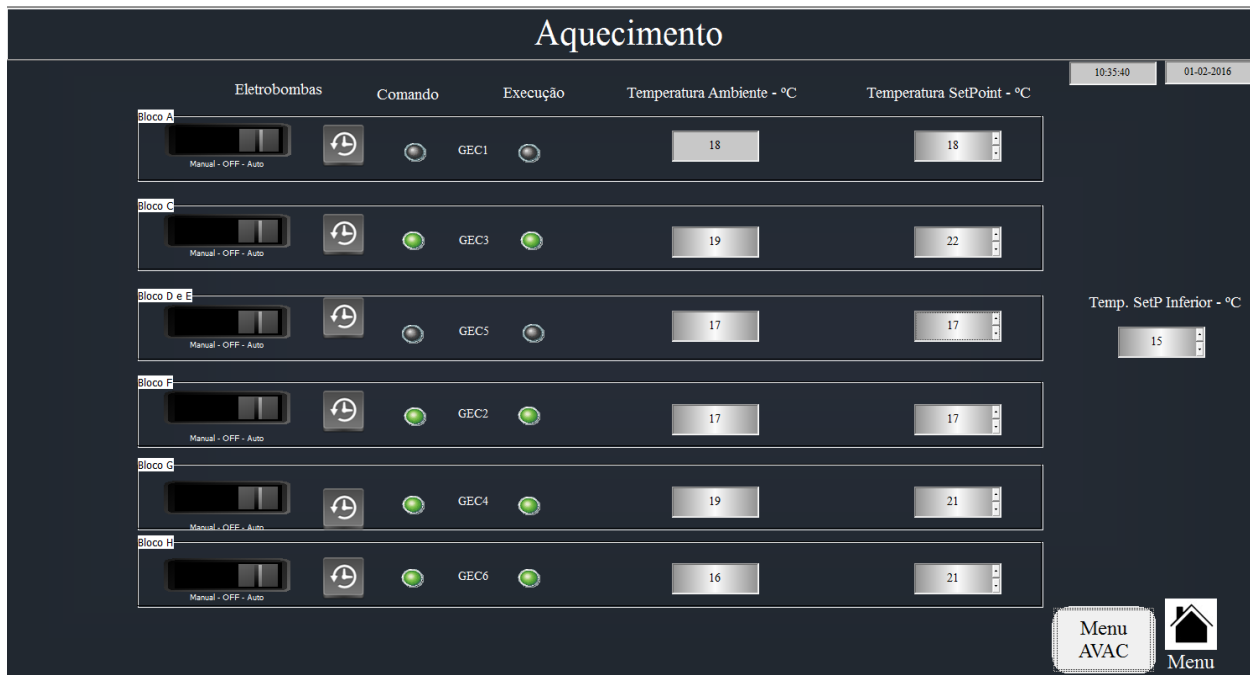 Aquecimento
10:35:40 01-02-2016
Eletrobombas Comando Execução Temperatura Ambiente - ºC Temperatura SetPoint - ºC
Bloco A
GEC1 18 18
Manual - OFF - Auto
Bloco C
GEC3 19 22
Manual - OFF - Auto
Bloco D e E
Temp. SetP Inferior - ºC
GEC5 17 17
15
Manual - OFF - Auto
Bloco F
GEC2 17 17
Manual - OFF - Auto
Bloco G
GEC4 19 21
Manual - OFF - Auto
Bloco H
GEC6 16 21
Manual - OFF - Auto
Menu
AVAC
Menu